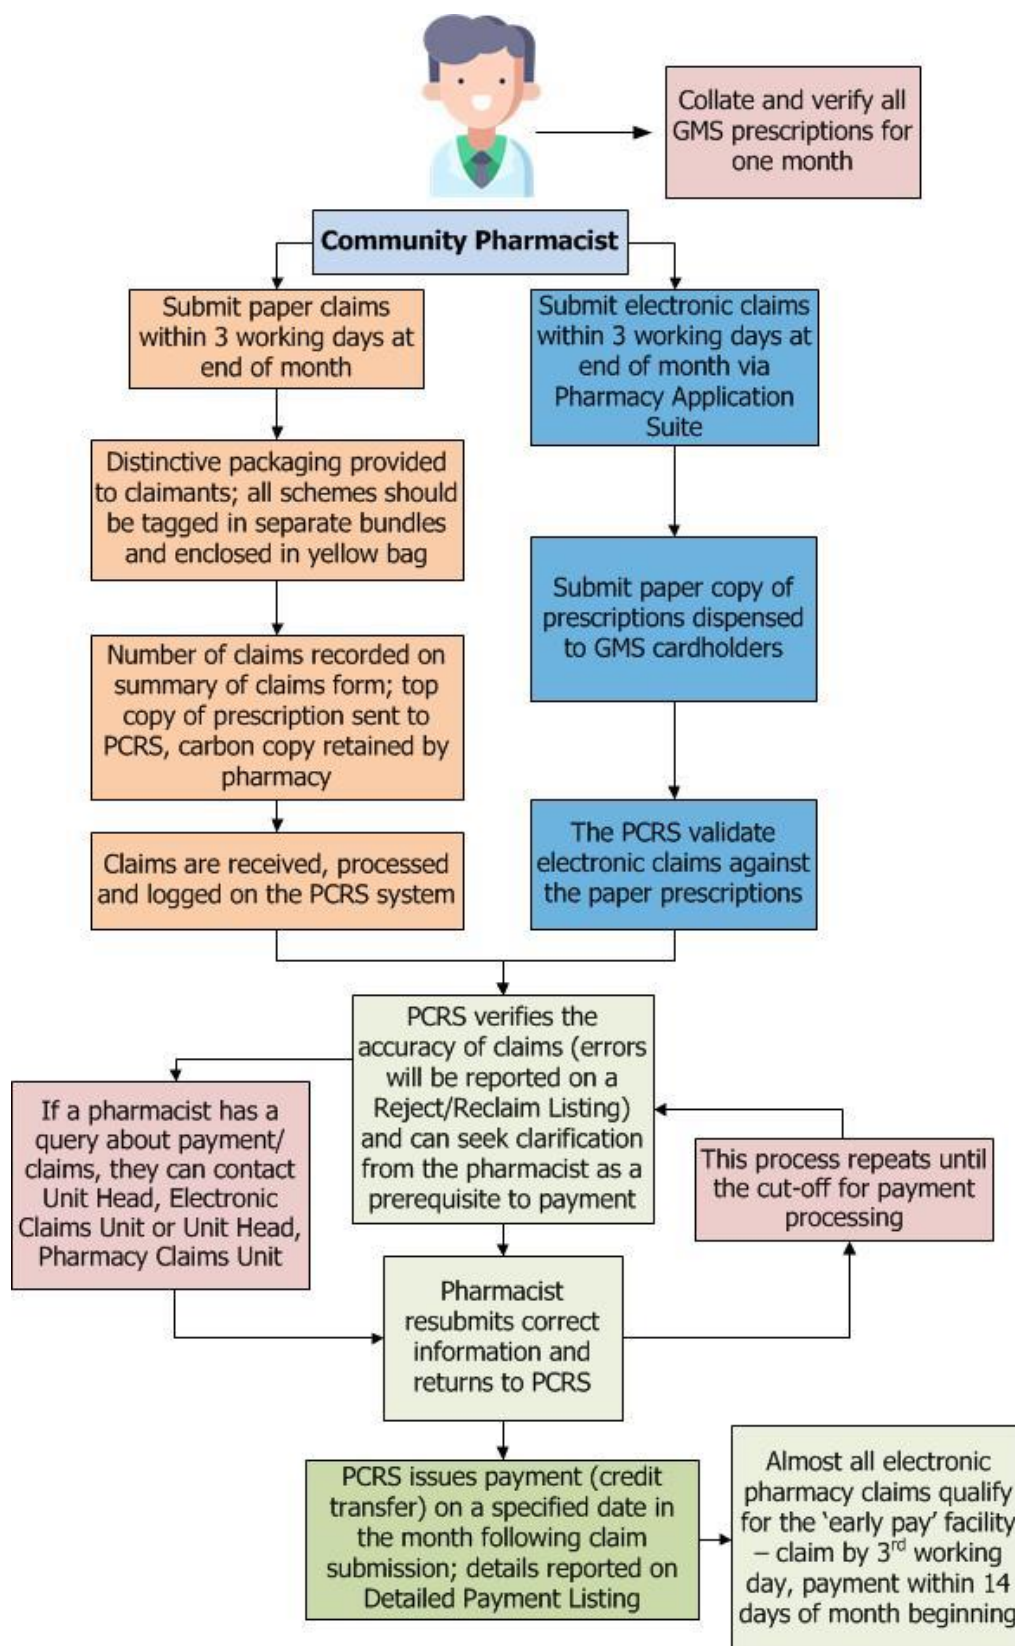 Collate and verify all
GMS prescriptions for
one month
Community Pharmacist
Submit paper claims
within 3 working days at
end of month
Submit electronic claims
within 3 working days at
end of month via
Pharmacy Application
Suite
Distinctive packaging provided
to claimants; all schemes should
be tagged in separate bundles
and enclosed in yellow bag
Submit paper copy of
prescriptions dispensed
to GMS cardholders
Number of claims recorded on
summary of claims form; top
copy of prescription sent to
PCRS, carbon copy retained by
pharmacy
The PCRS validate
electronic claims against
the paper prescriptions
Claims are received, processed
and logged on the PCRS system
PCRS verifies the
accuracy of claims (errors
will be reported on a
Reject/Reclaim Listing)
and can seek clarification
from the pharmacist as a
prerequisite to payment
If a pharmacist has a
query about payment/
claims, they can contact
Unit Head, Electronic
Claims Unit or Unit Head,
Pharmacy Claims Unit
This process repeats until
the cut-off for payment
processing
Pharmacist
resubmits correct
information and
returns to PCRS
PCRS issues payment (credit
transfer) on a specified date in
the month following claim
submission; details reported on
Detailed Payment Listing
Almost all electronic
pharmacy claims qualify
for the ‘early pay’ facility
– claim by 3rd working
day, payment within 14
days of month beginning